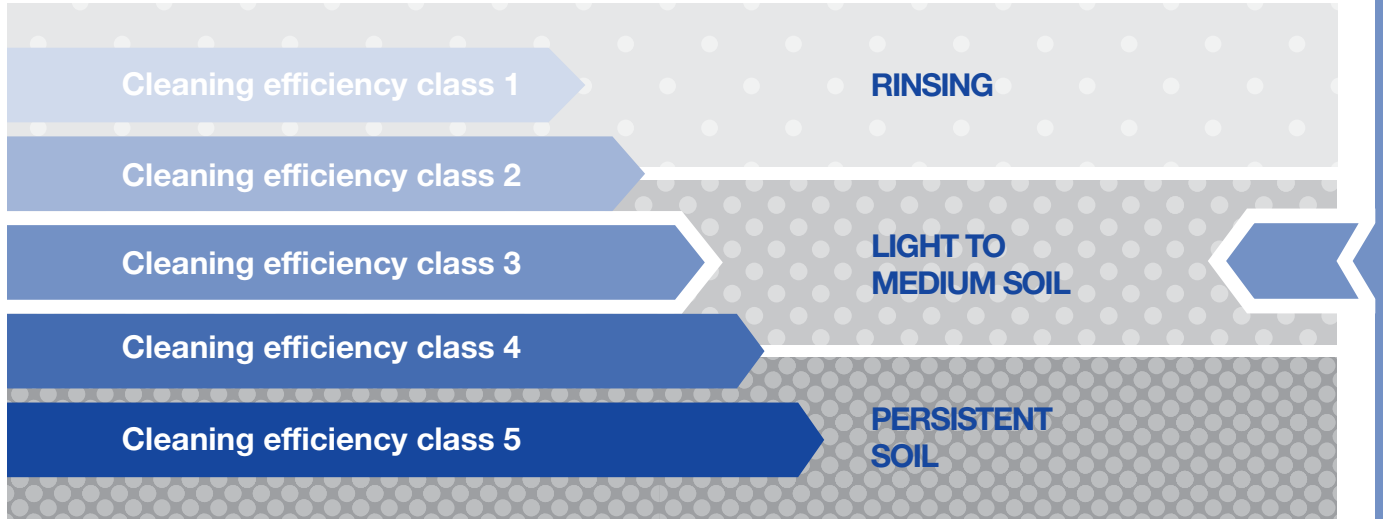 Cleaning efficiency class 1
RINSING
Cleaning efficiency class 2
Cleaning efficiency class 3
LIGHT TO
MEDIUM SOIL
Cleaning efficiency class 4
Cleaning efficiency class 5
PERSISTENT
SOIL